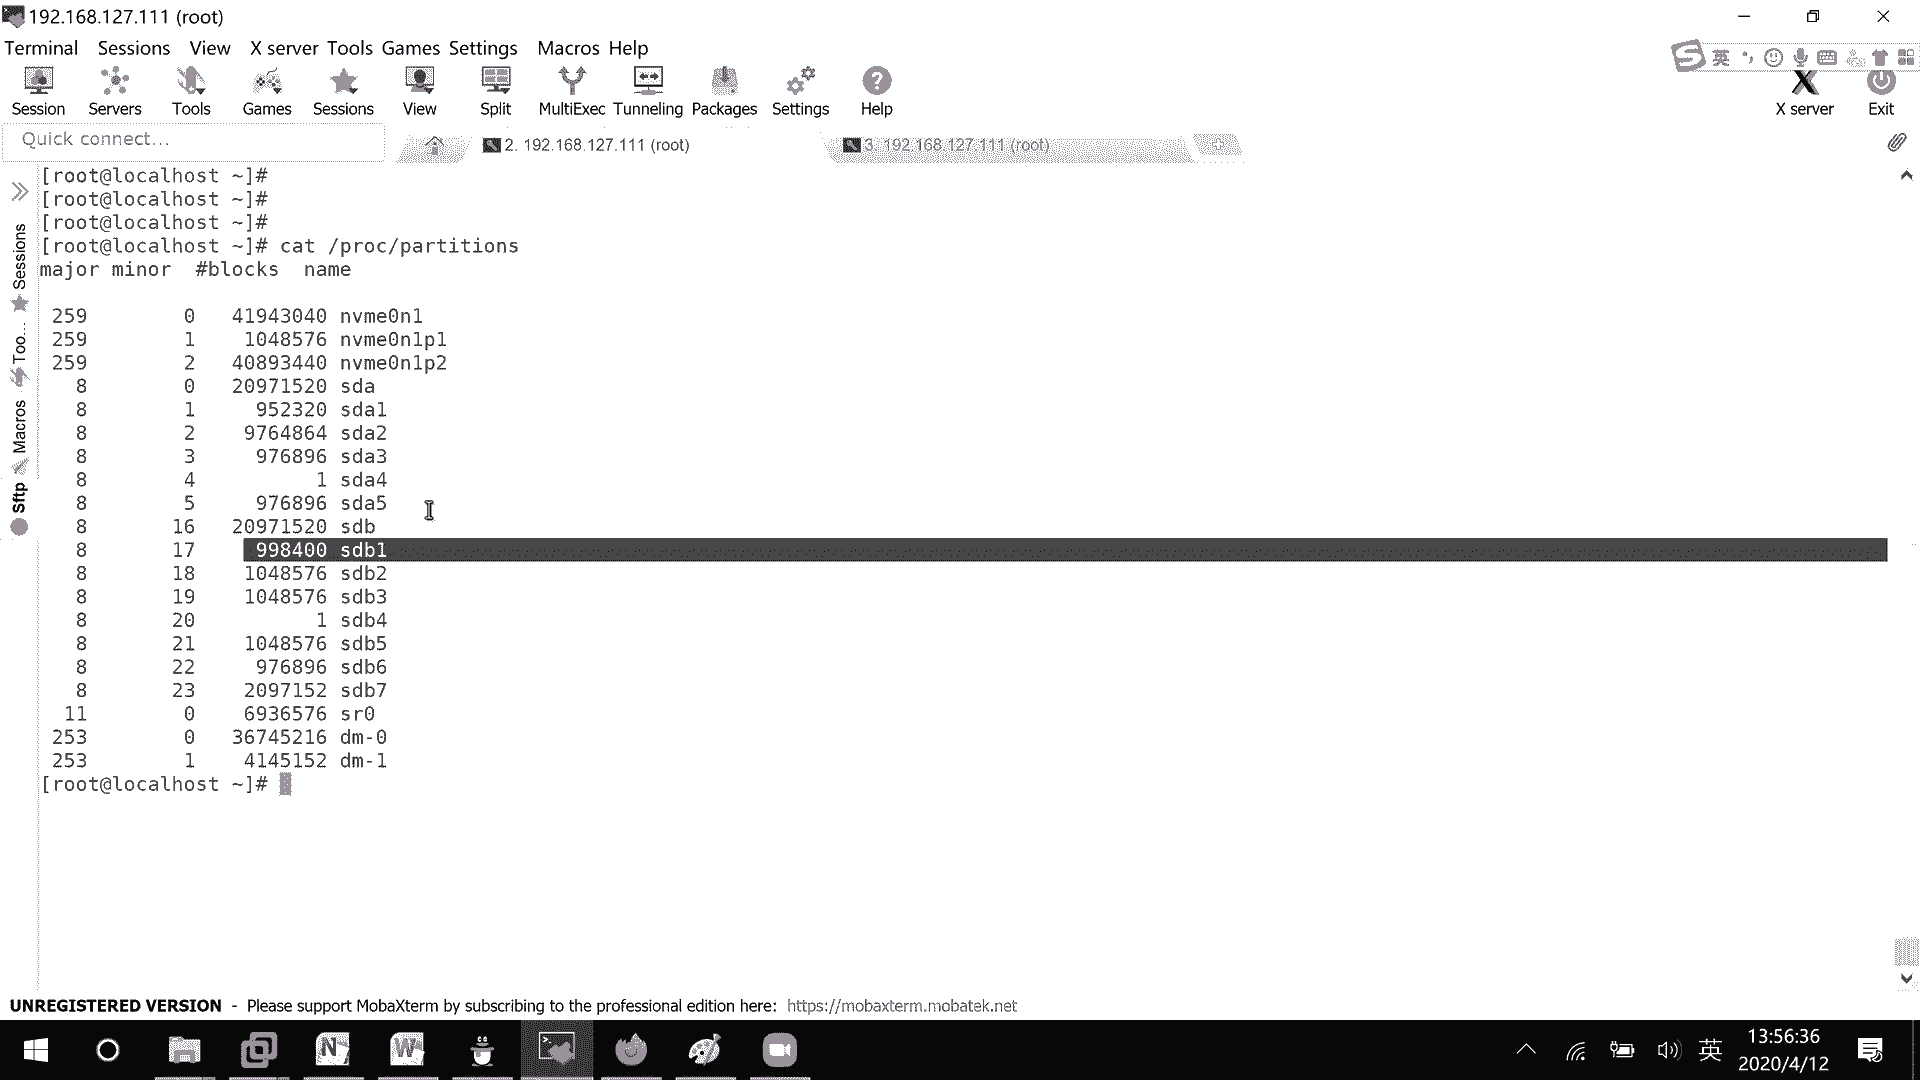 192.168.127.111 (root)
Terminal Sessions View X server Tools Games Settings Macros Help
英
Session Servers Tools Games Sessions View Split MultiExec Tunneling Packages Settings Help X server Exit
Quick connect...
2. 192.168.127.111 (root)
3. 192.168.127.111 (root)
Sessions
Too...
Macros
Sftp
[root@localhost ~]#
[root@localhost ~]#
[root@localhost ~]#
[root@localhost ~]# cat /proc/partitions
major minor  #blocks  name
259 0 41943040 nvme0n1
259 1 1048576 nvme0n1p1
259 2 40893440 nvme0n1p2
8 0 20971520 sda
8 1 952320 sda1
8 2 9764864 sda2
8 3 976896 sda3
8 4 1 sda4
8 5 976896 sda5
8 16 20971520 sdb
8 17 998400 sdb1
8 18 1048576 sdb2
8 19 1048576 sdb3
8 20 1 sdb4
8 21 1048576 sdb5
8 22 976896 sdb6
8 23 2097152 sdb7
11 0 6936576 sr0
253 0 36745216 dm-0
253 1 4145152 dm-1
[root@localhost ~]#
UNREGISTERED VERSION - Please support MobaXterm by subscribing to the professional edition here: https://mobaxterm.mobatek.net
英
13:56:36
2020/4/12